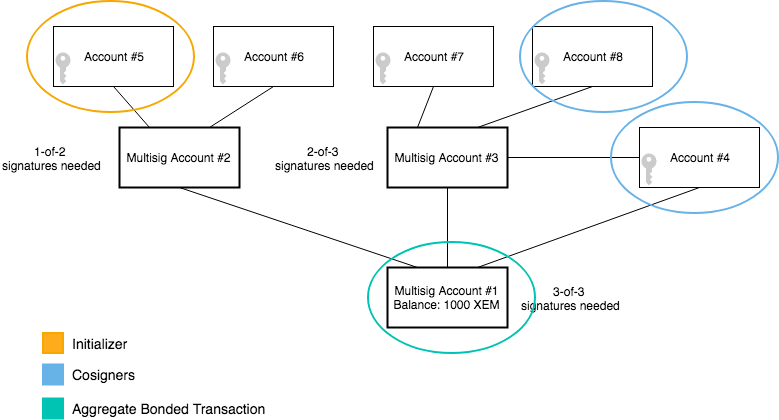 Account #5
Account #6
Account #7
Account #8
1-of-2
signatures needed
Multisig Account #2
2-of-3
signatures needed
Multisig Account #3
Account #4
Multisig Account #1
Balance: 1000 XEM
3-of-3
signatures needed
Initializer
Cosigners
Aggregate Bonded Transaction